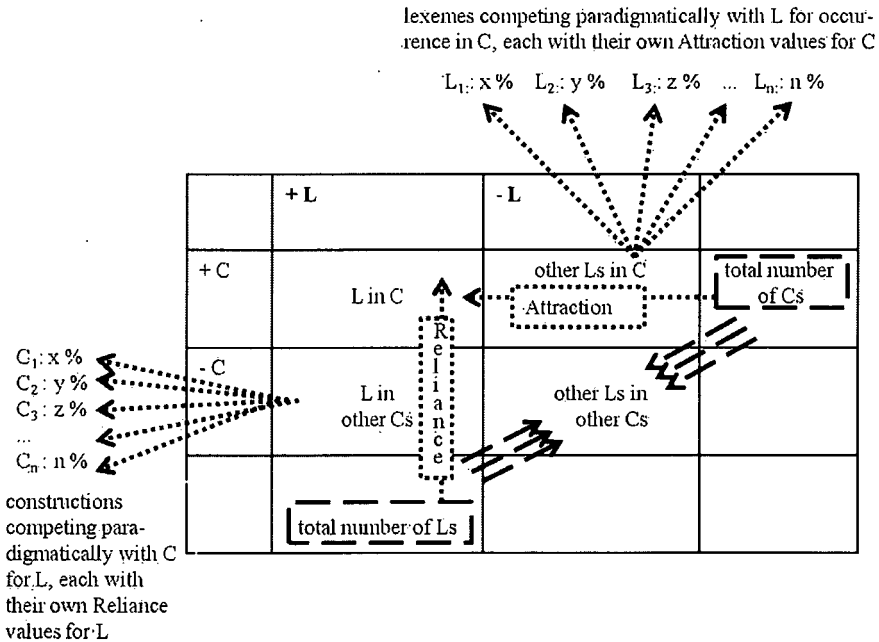 lexemes competing paradigmatically with L for occur-
rence in C, each with their own Attraction values for C
L1: x % L2: y % L3: z % ... Ln: n %
+ L - L
+ C other Ls in C total number
of Cs
L in C Attraction
Reliance
C1: x % - C
C2: y %
C3: z %
...
Cn: n %
L in
other Cs
other Ls in
other Cs
total number of Ls
constructions
competing para-
digmatically with C
for L, each with
their own Reliance
values for L